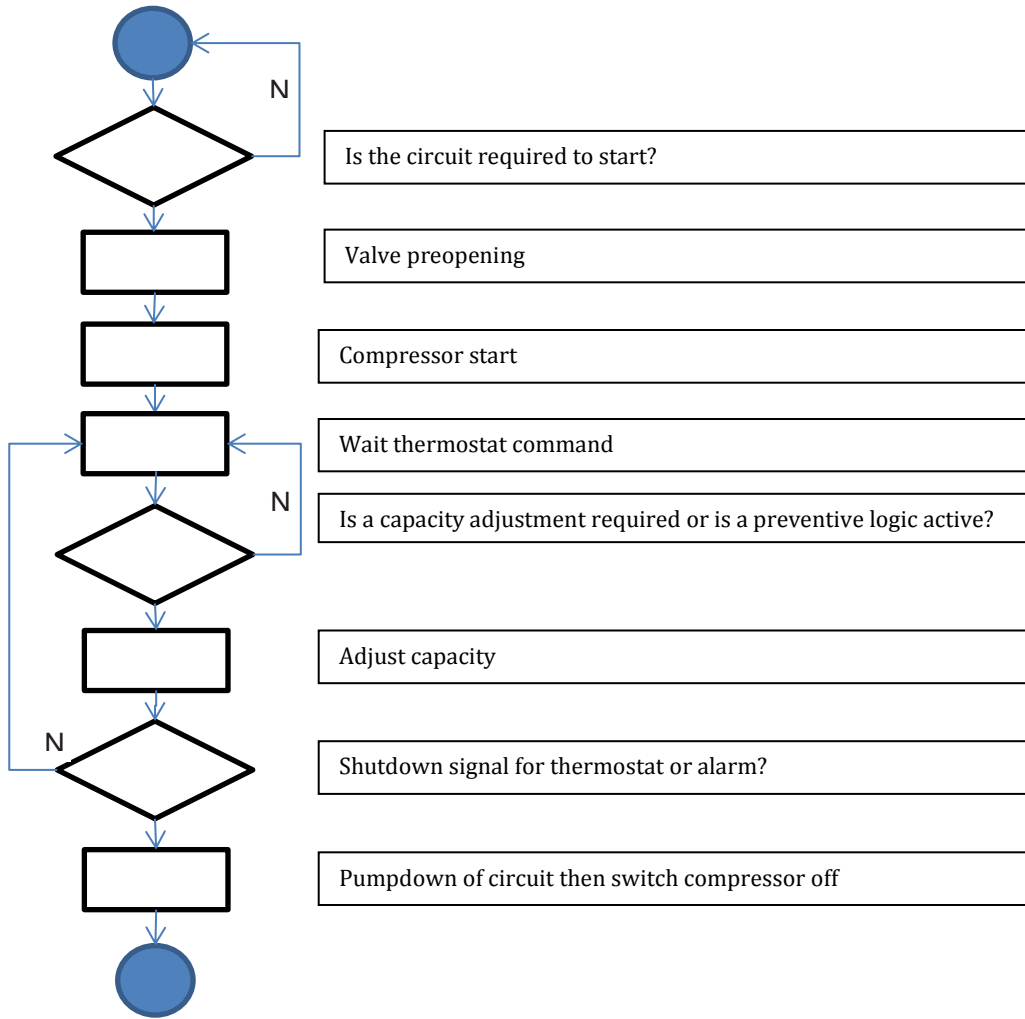 N
Is the circuit required to start?
Valve preopening
Compressor start
Wait thermostat command
N
Is a capacity adjustment required or is a preventive logic active?
Adjust capacity
N
Shutdown signal for thermostat or alarm?
Pumpdown of circuit then switch compressor off